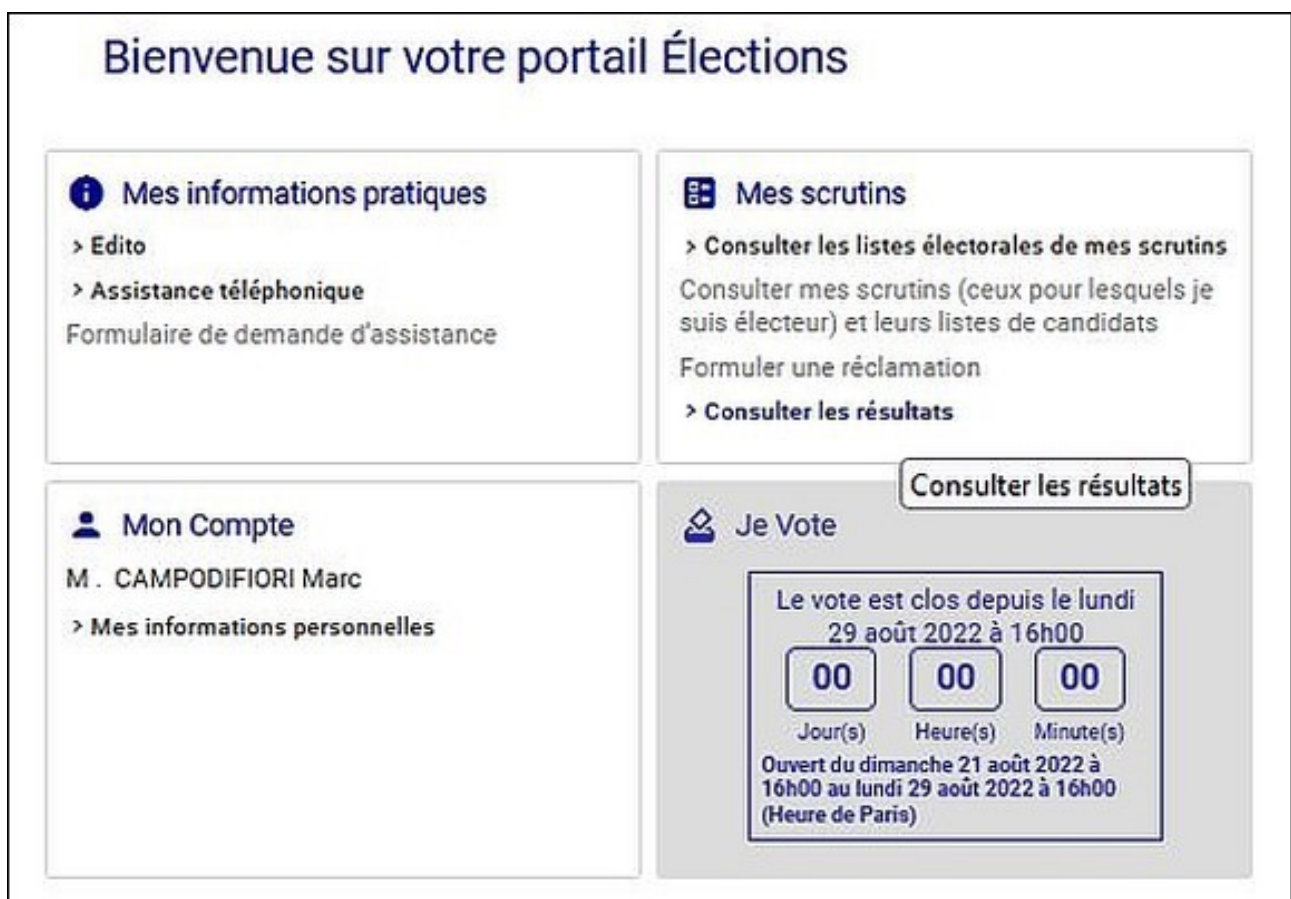 Bienvenue sur votre portail Élections
Mes informations pratiques
> Edito
> Assistance téléphonique
Formulaire de demande d'assistance
Mes scrutins
> Consulter les listes électorales de mes scrutins
Consulter mes scrutins (ceux pour lesquels je
suis électeur) et leurs listes de candidats
Formuler une réclamation
> Consulter les résultats
Consulter les résultats
Mon Compte
M . CAMPODIFIORI Marc
> Mes informations personnelles
Je Vote
Le vote est clos depuis le lundi
29 août 2022 à 16h00
00 00 00
Jour(s) Heure(s) Minute(s)
Ouvert du dimanche 21 août 2022 à
16h00 au lundi 29 août 2022 à 16h00
(Heure de Paris)